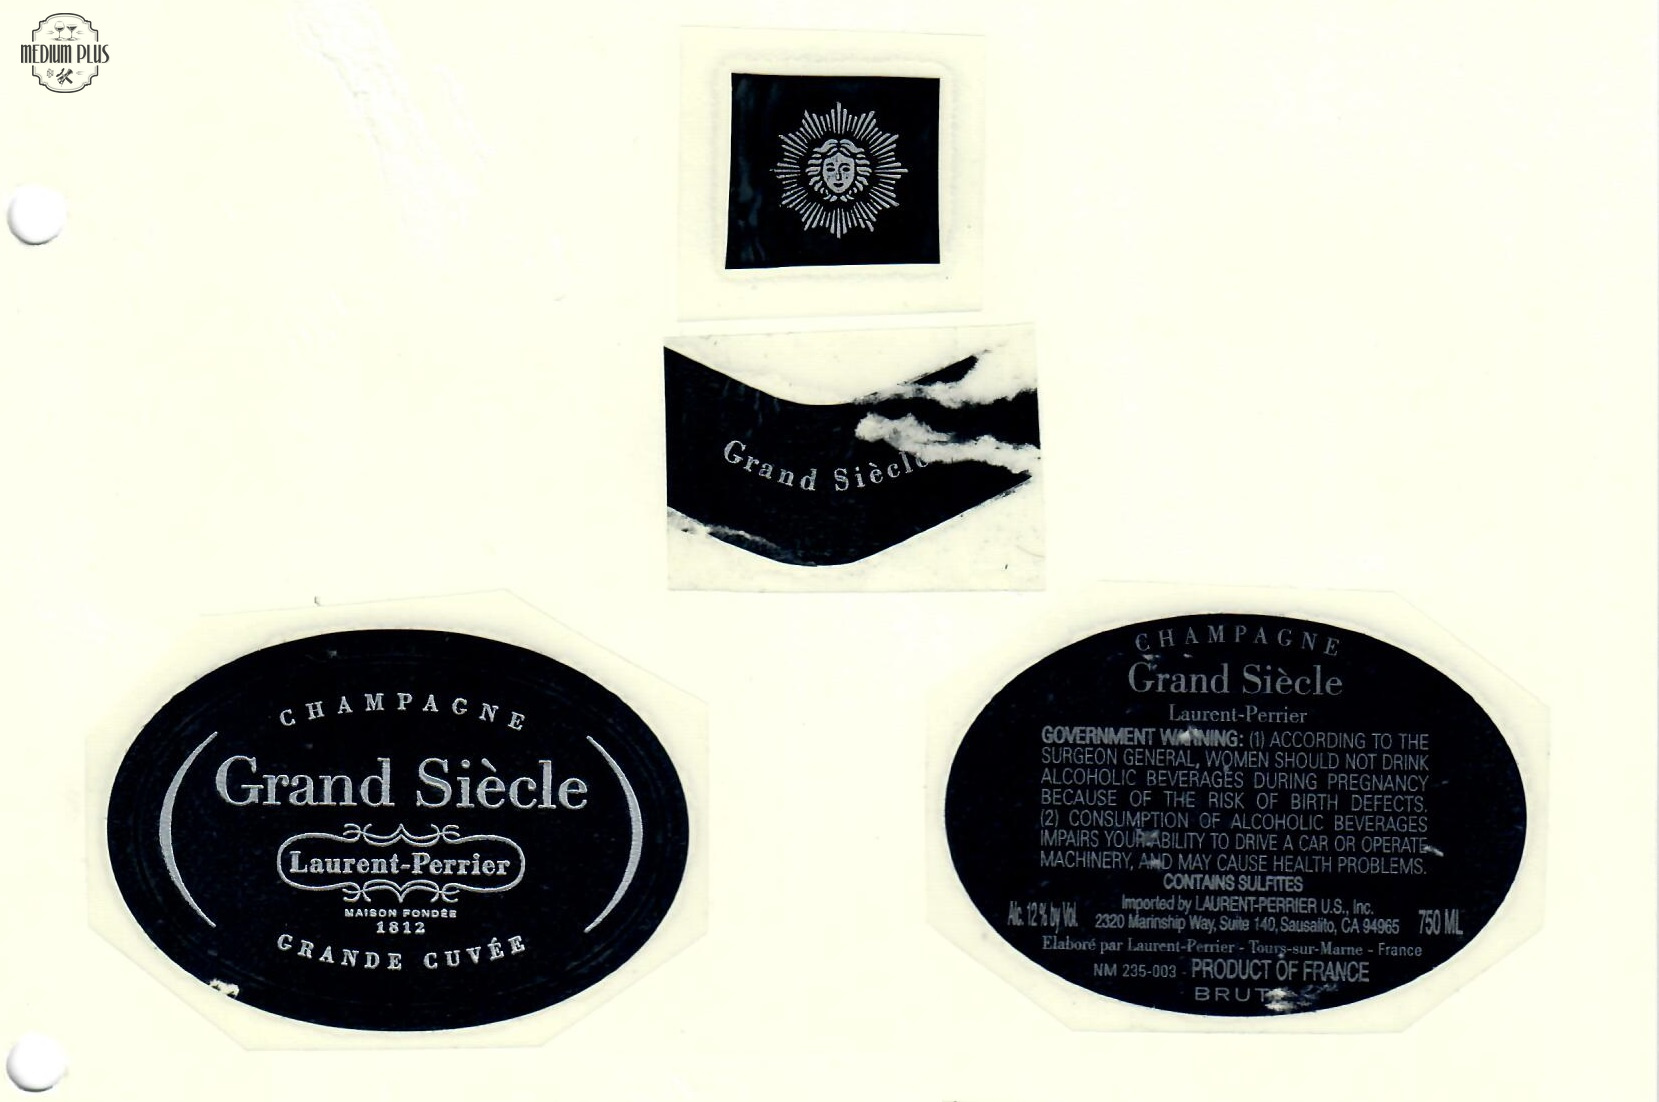 MEDIUM PLUS
Grand Siècle
CHAMPAGNE
Grand Siècle
Laurent-Perrier
MAISON FONDÉE
1812
GRANDE CUVÉE
CHAMPAGNE
Grand Siècle
Laurent-Perrier
GOVERNMENT WARNING: (1) ACCORDING TO THE
SURGEON GENERAL, WOMEN SHOULD NOT DRINK
ALCOHOLIC BEVERAGES DURING PREGNANCY
BECAUSE OF THE RISK OF BIRTH DEFECTS.
(2) CONSUMPTION OF ALCOHOLIC BEVERAGES
IMPAIRS YOUR ABILITY TO DRIVE A CAR OR OPERATE
MACHINERY, AND MAY CAUSE HEALTH PROBLEMS.
CONTAINS SULFITES
Imported by LAURENT-PERRIER U.S., Inc.
Alc. 12 % by Vol. 2320 Marinship Way, Suite 140, Sausalito, CA 94965 750 ML
Elaboré par Laurent-Perrier - Tours-sur-Marne - France
NM 235-003 - PRODUCT OF FRANCE
BRUT